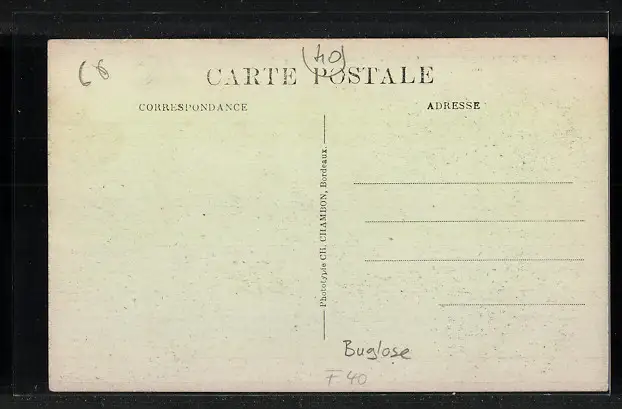 68
(40)
CARTE POSTALE
CORRESPONDANCE
ADRESSE
Phototypie CH. CHAMBON, Bordeaux.
Buglose
F 40